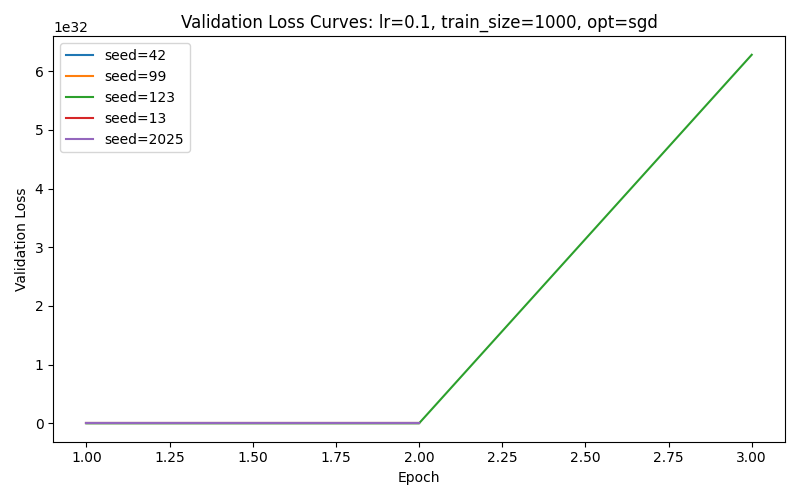 Validation Loss Curves: lr=0.1, train_size=1000, opt=sgd
1e32
seed=42
seed=99
seed=123
seed=13
seed=2025
Validation Loss
6
5
4
3
2
1
0
1.00 1.25 1.50 1.75 2.00 2.25 2.50 2.75 3.00
Epoch